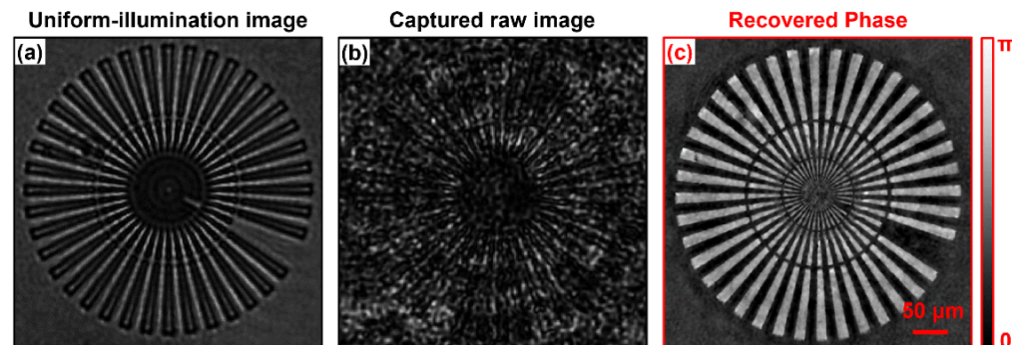 Uniform-illumination image
Captured raw image
Recovered Phase
(a)
(b)
(c)
π
50 μm
0